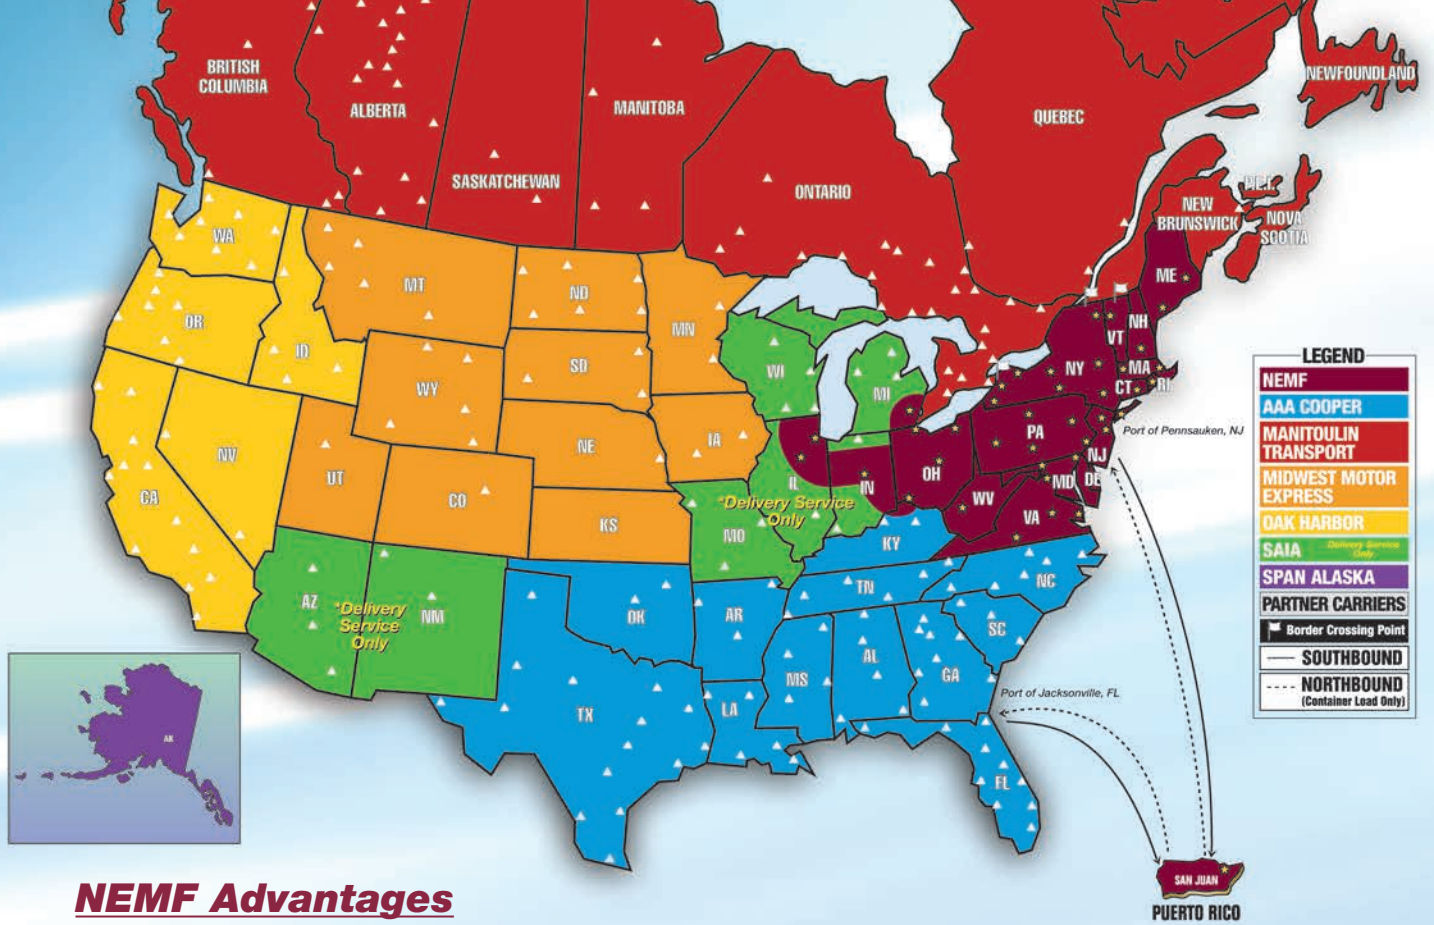 BRITISH
COLUMBIA
ALBERTA
SASKATCHEWAN
MANITOBA
ONTARIO
QUEBEC
NEWFOUNDLAND
P.E.I.
NEW
BRUNSWICK
NOVA
SCOTIA
WA
OR
ID
MT
ND
MN
SD
WY
WI
MI
NY
VT
NH
ME
MA
CT
RI
CA
NV
UT
CO
NE
KS
IA
IL
IN
OH
PA
NJ
MD
DE
WV
VA
MO
*Delivery Service
Only
KY
TN
NC
AZ
NM
*Delivery
Service
Only
OK
AR
SC
TX
LA
MS
AL
GA
FL
AK
Port of Pennsauken, NJ
Port of Jacksonville, FL
SAN JUAN
PUERTO RICO
LEGEND
NEMF
AAA COOPER
MANITOULIN
TRANSPORT
MIDWEST MOTOR
EXPRESS
OAK HARBOR
SAIA Delivery Service
Only
SPAN ALASKA
PARTNER CARRIERS
Border Crossing Point
SOUTHBOUND
NORTHBOUND
(Container Load Only)
NEMF Advantages